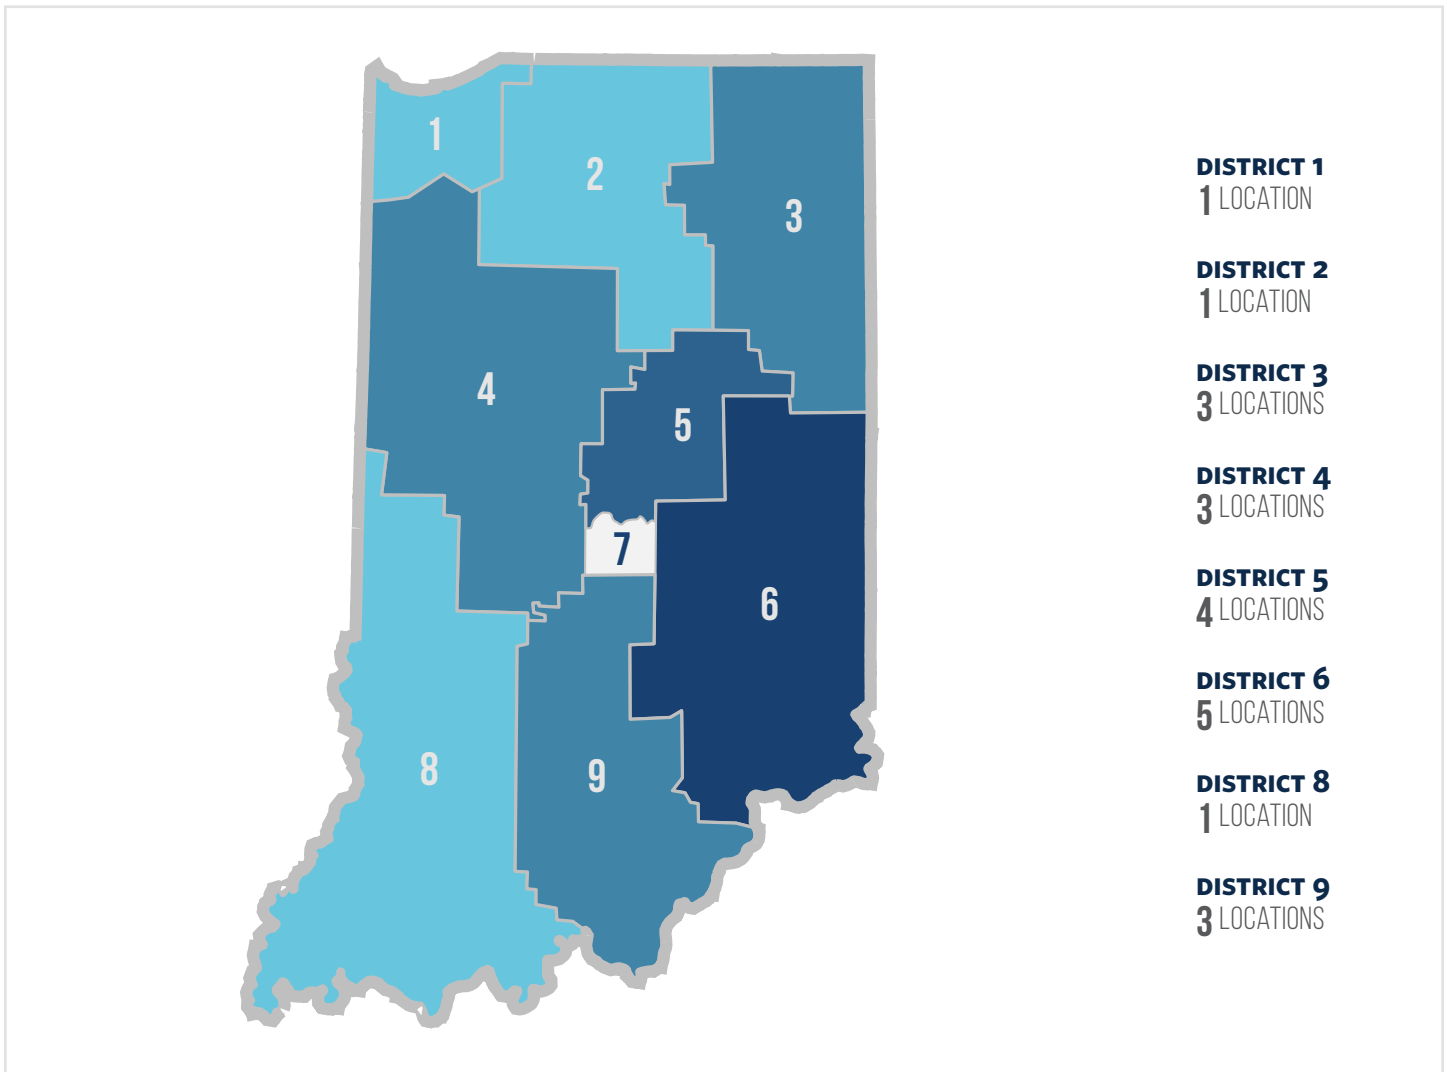 1
2
3
4
5
6
7
8
9
DISTRICT 1
1 LOCATION
DISTRICT 2
1 LOCATION
DISTRICT 3
3 LOCATIONS
DISTRICT 4
3 LOCATIONS
DISTRICT 5
4 LOCATIONS
DISTRICT 6
5 LOCATIONS
DISTRICT 8
1 LOCATION
DISTRICT 9
3 LOCATIONS